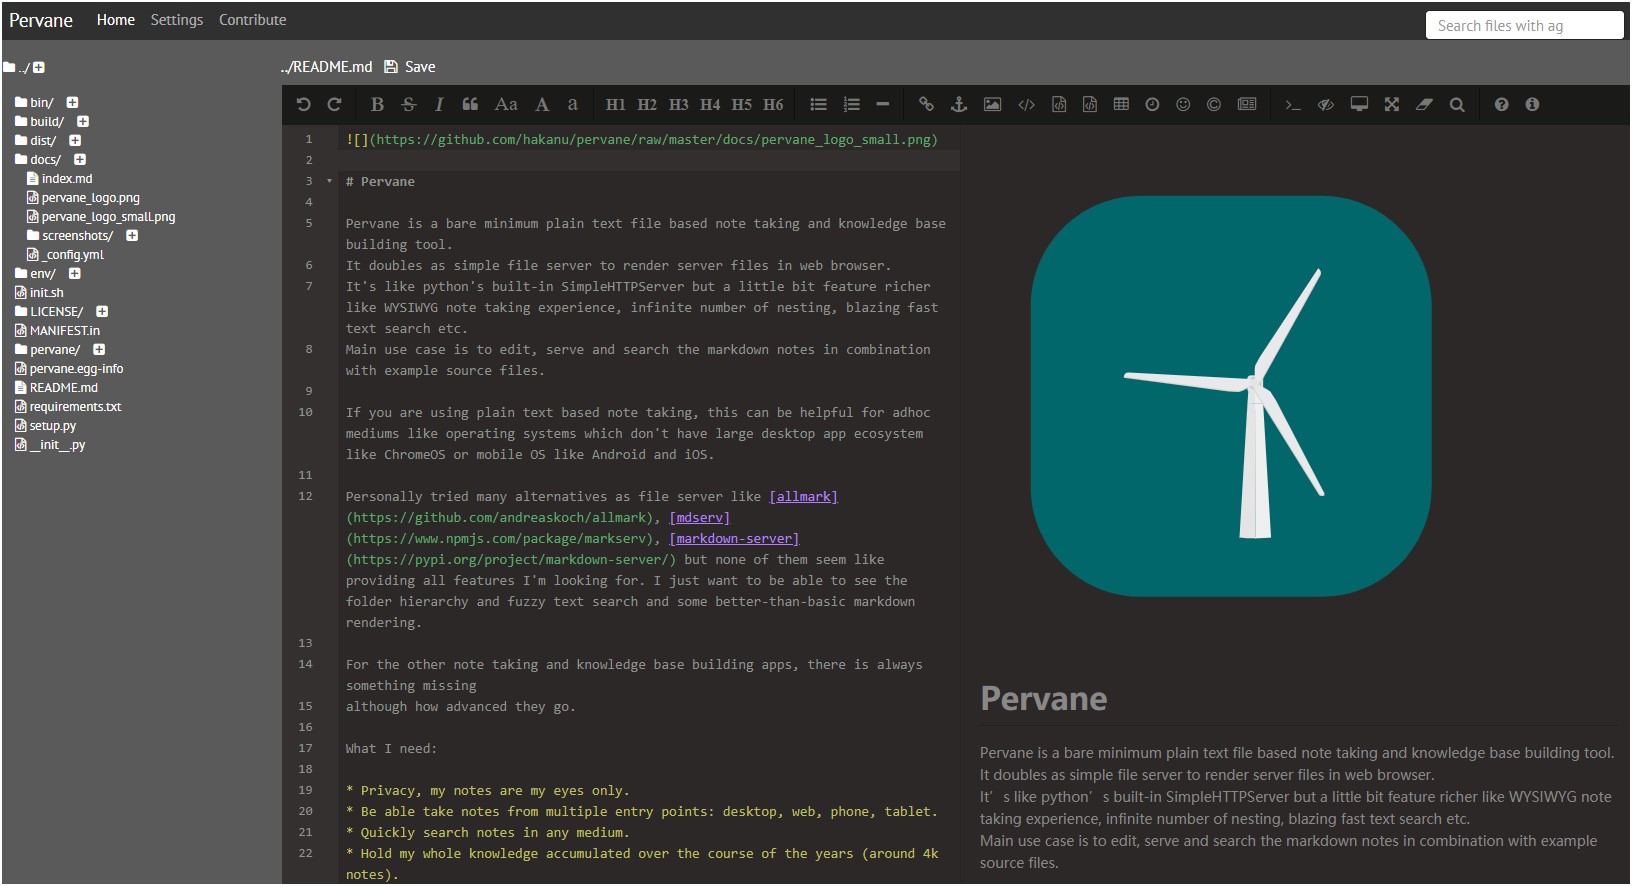 Pervane Home Settings Contribute
Search files with ag
../
bin/
build/
dist/
docs/
index.md
pervane_logo.png
pervane_logo_small.png
screenshots/
_config.yml
env/
init.sh
LICENSE/
MANIFEST.in
pervane/
pervane.egg-info
README.md
requirements.txt
setup.py
__init__.py
../README.md Save
B S I Aa A a H1 H2 H3 H4 H5 H6
1 ![](https://github.com/hakanu/pervane/raw/master/docs/pervane_logo_small.png)
2
3 # Pervane
4
5 Pervane is a bare minimum plain text file based note taking and knowledge base
building tool.
6 It doubles as simple file server to render server files in web browser.
7 It's like python's built-in SimpleHTTPServer but a little bit feature richer
like WYSIWYG note taking experience, infinite number of nesting, blazing fast
text search etc.
8 Main use case is to edit, serve and search the markdown notes in combination
with example source files.
9
10 If you are using plain text based note taking, this can be helpful for adhoc
mediums like operating systems which don't have large desktop app ecosystem
like ChromeOS or mobile OS like Android and iOS.
11
12 Personally tried many alternatives as file server like [allmark]
(https://github.com/andreaskoch/allmark), [mdserv]
(https://www.npmjs.com/package/markserv), [markdown-server]
(https://pypi.org/project/markdown-server/) but none of them seem like
providing all features I'm looking for. I just want to be able to see the
folder hierarchy and fuzzy text search and some better-than-basic markdown
rendering.
13
14 For the other note taking and knowledge base building apps, there is always
something missing
15 although how advanced they go.
16
17 What I need:
18
19 * Privacy, my notes are my eyes only.
20 * Be able take notes from multiple entry points: desktop, web, phone, tablet.
21 * Quickly search notes in any medium.
22 * Hold my whole knowledge accumulated over the course of the years (around 4k
notes).
Pervane
Pervane is a bare minimum plain text file based note taking and knowledge base building tool.
It doubles as simple file server to render server files in web browser.
It’s like python’s built-in SimpleHTTPServer but a little bit feature richer like WYSIWYG note
taking experience, infinite number of nesting, blazing fast text search etc.
Main use case is to edit, serve and search the markdown notes in combination with example
source files.